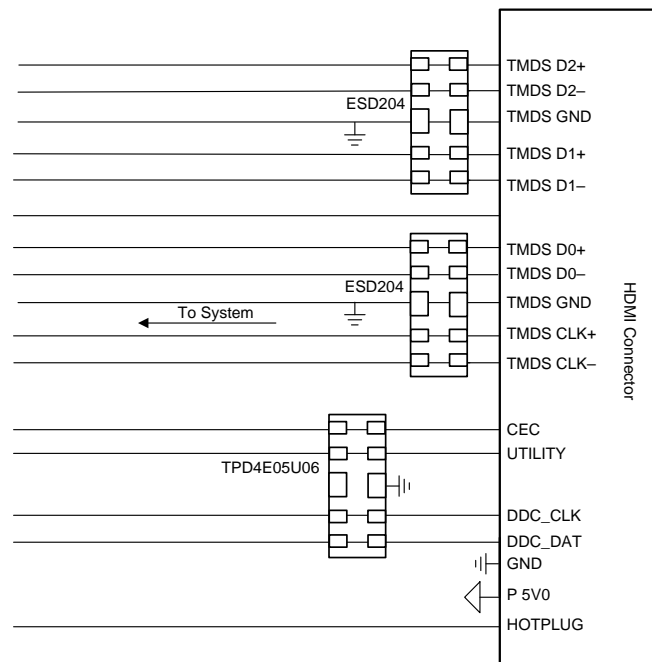 TMDS D2+
TMDS D2–
ESD204
TMDS GND
TMDS D1+
TMDS D1–
TMDS D0+
TMDS D0–
ESD204
TMDS GND
To System
TMDS CLK+
TMDS CLK–
HDMI Connector
CEC
UTILITY
TPD4E05U06
DDC_CLK
DDC_DAT
GND
P 5V0
HOTPLUG